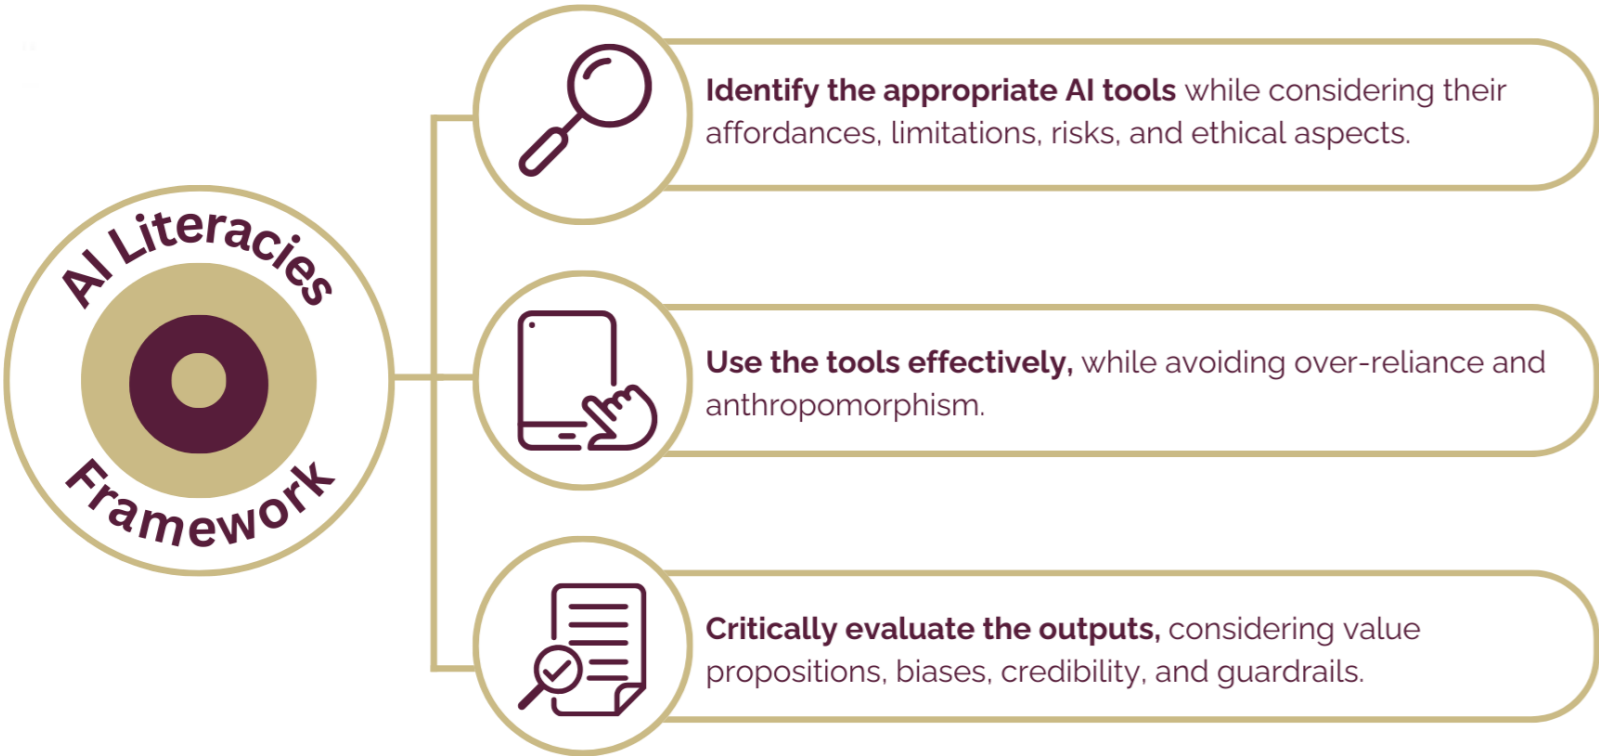 AI Literacies
Framework
Identify the appropriate AI tools while considering their
affordances, limitations, risks, and ethical aspects.
Use the tools effectively, while avoiding over-reliance and
anthropomorphism.
Critically evaluate the outputs, considering value
propositions, biases, credibility, and guardrails.